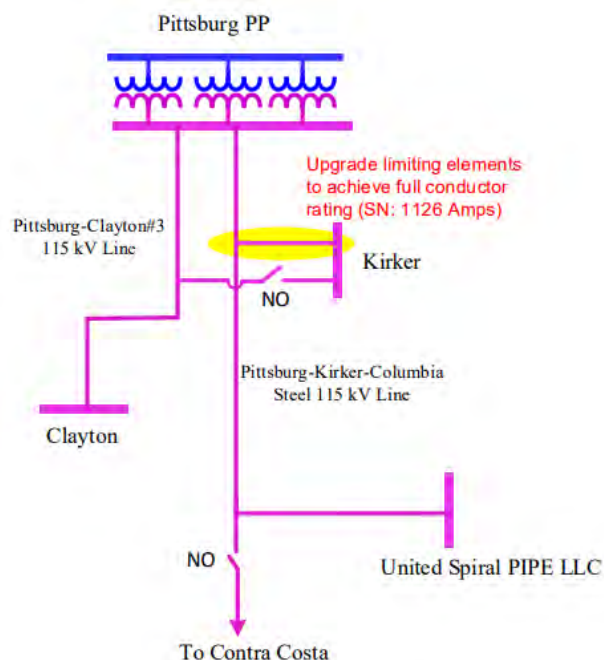 Pittsburg PP
Upgrade limiting elements
to achieve full conductor
rating (SN: 1126 Amps)
Pittsburg-Clayton#3
115 kV Line
Kirker
NO
Pittsburg-Kirker-Columbia
Steel 115 kV Line
Clayton
NO
United Spiral PIPE LLC
To Contra Costa